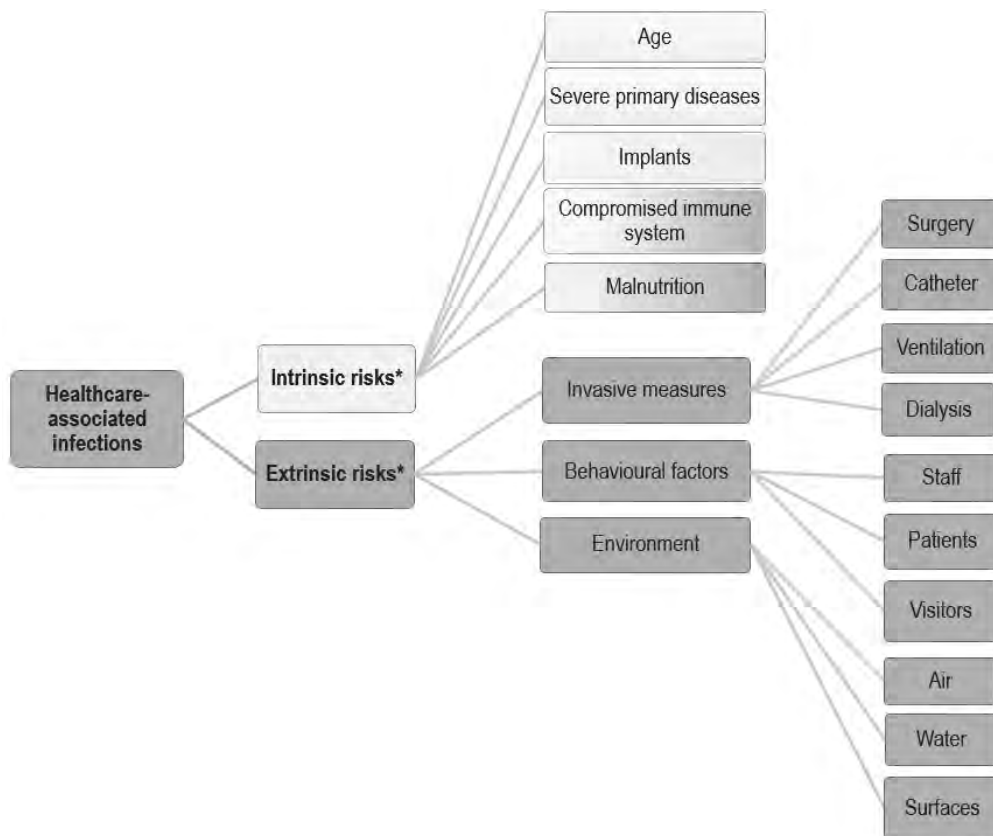 Age
Severe primary diseases
Implants
Compromised immune
system
Malnutrition
Healthcare-
associated
infections
Intrinsic risks*
Extrinsic risks*
Invasive measures
Behavioural factors
Environment
Surgery
Catheter
Ventilation
Dialysis
Staff
Patients
Visitors
Air
Water
Surfaces